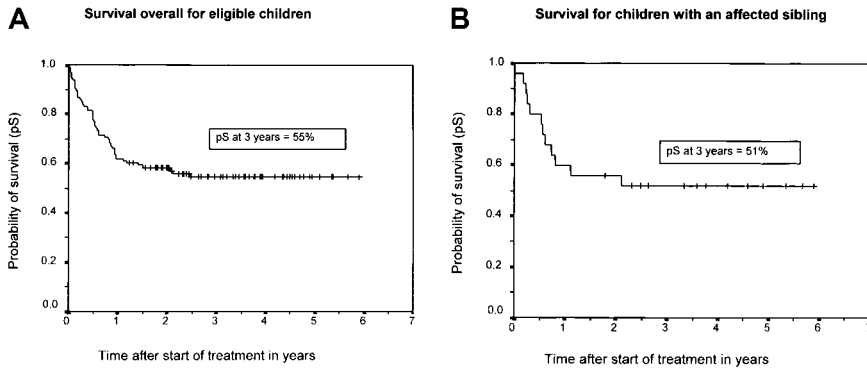 A
Survival overall for eligible children
Probability of survival (pS)
1.0
0.8
0.6
0.4
0.2
0.0
pS at 3 years = 55%
0 1 2 3 4 5 6 7
Time after start of treatment in years
B
Survival for children with an affected sibling
Probability of survival (pS)
1.0
0.8
0.6
0.4
0.2
0.0
pS at 3 years = 51%
0 1 2 3 4 5 6
Time after start of treatment in years